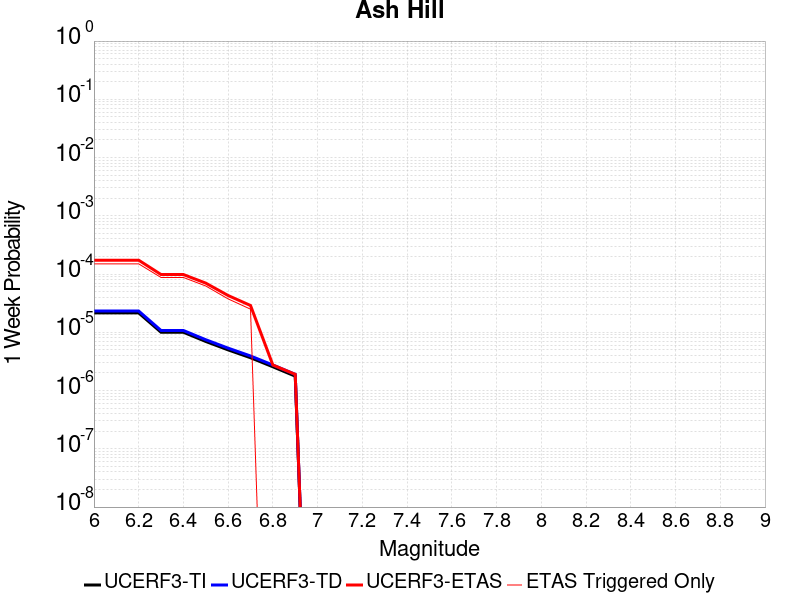 Ash Hill
1 Week Probability
10^0
10^-1
10^-2
10^-3
10^-4
10^-5
10^-6
10^-7
10^-8
6 6.2 6.4 6.6 6.8 7 7.2 7.4 7.6 7.8 8 8.2 8.4 8.6 8.8 9
Magnitude
UCERF3-TI UCERF3-TD UCERF3-ETAS ETAS Triggered Only